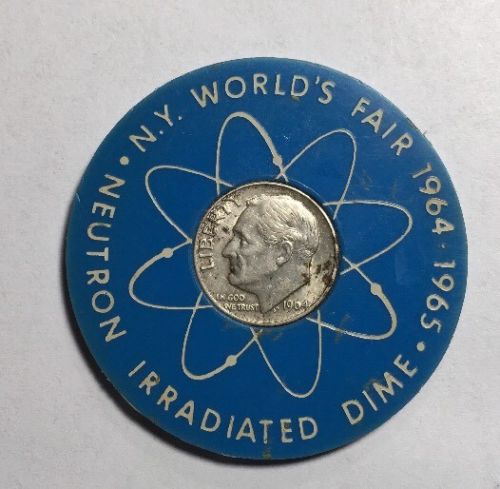 N.Y. WORLD'S FAIR 1964·1965·
NEUTRON IRRADIATED DIME·
LIBERTY
IN GOD
WE TRUST
1964